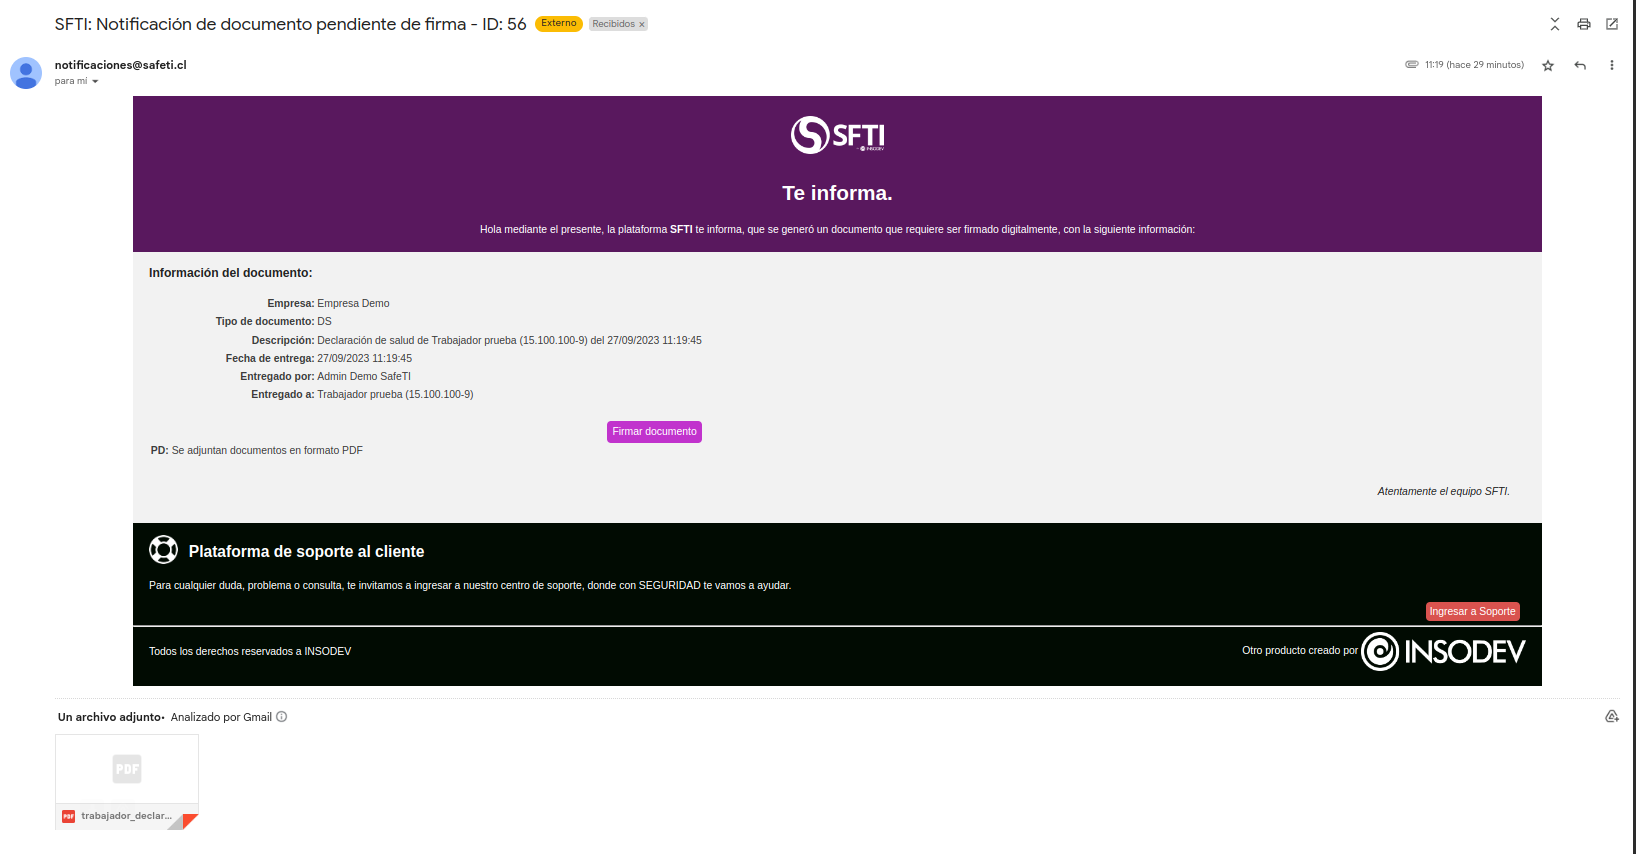 SFTI: Notificación de documento pendiente de firma - ID: 56 Externo Recibidos x
notificaciones@safeti.cl
11:19 (hace 29 minutos)
para mí
SFTI
INSODEV
Te informa.
Hola mediante el presente, la plataforma SFTI te informa, que se generó un documento que requiere ser firmado digitalmente, con la siguiente información:
Información del documento:
Empresa: Empresa Demo
Tipo de documento: DS
Descripción: Declaración de salud de Trabajador prueba (15.100.100-9) del 27/09/2023 11:19:45
Fecha de entrega: 27/09/2023 11:19:45
Entregado por: Admin Demo SafeTI
Entregado a: Trabajador prueba (15.100.100-9)
Firmar documento
PD: Se adjuntan documentos en formato PDF
Atentamente el equipo SFTI.
Plataforma de soporte al cliente
Para cualquier duda, problema o consulta, te invitamos a ingresar a nuestro centro de soporte, donde con SEGURIDAD te vamos a ayudar.
Ingresar a Soporte
Todos los derechos reservados a INSODEV
Otro producto creado por INSODEV
Un archivo adjunto• Analizado por Gmail
PDF
PDF trabajador_declar...